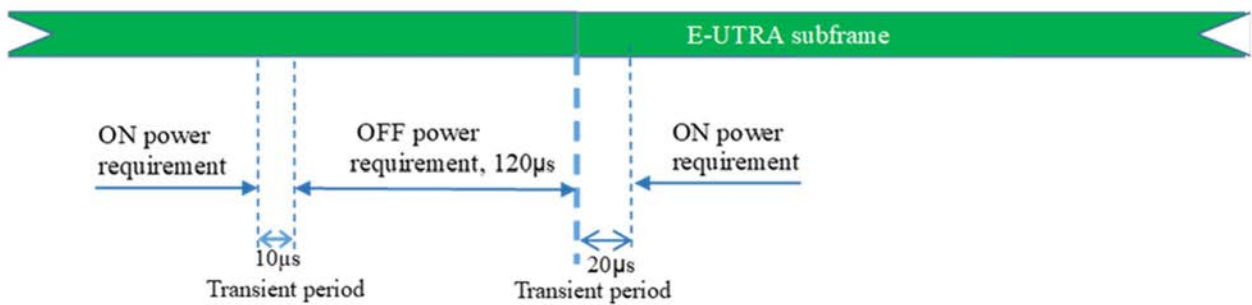 E-UTRA subframe
ON power
requirement
OFF power
requirement, 120µs
ON power
requirement
10µs
Transient period
20µs
Transient period